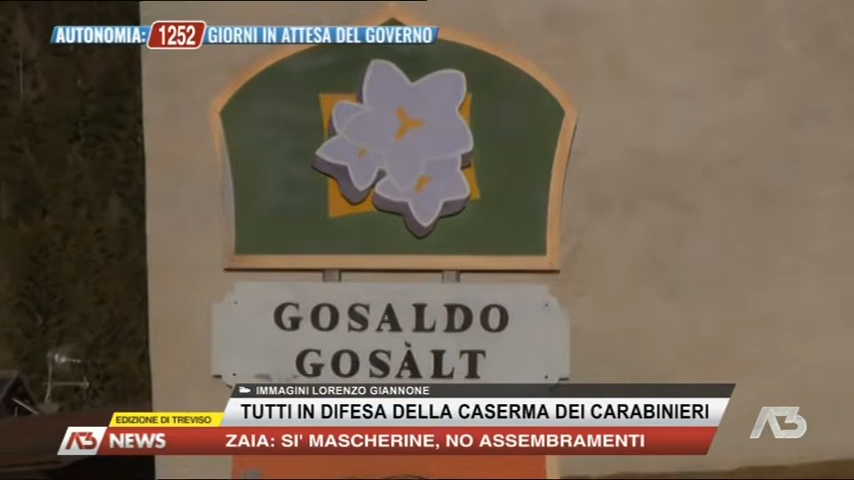 AUTONOMIA: 1252 GIORNI IN ATTESA DEL GOVERNO
GOSALDO
GOSÀLT
IMMAGINI LORENZO GIANNONE
TUTTI IN DIFESA DELLA CASERMA DEI CARABINIERI
EDIZIONE DI TREVISO
A3 NEWS
ZAIA: SI' MASCHERINE, NO ASSEMBRAMENTI
A3